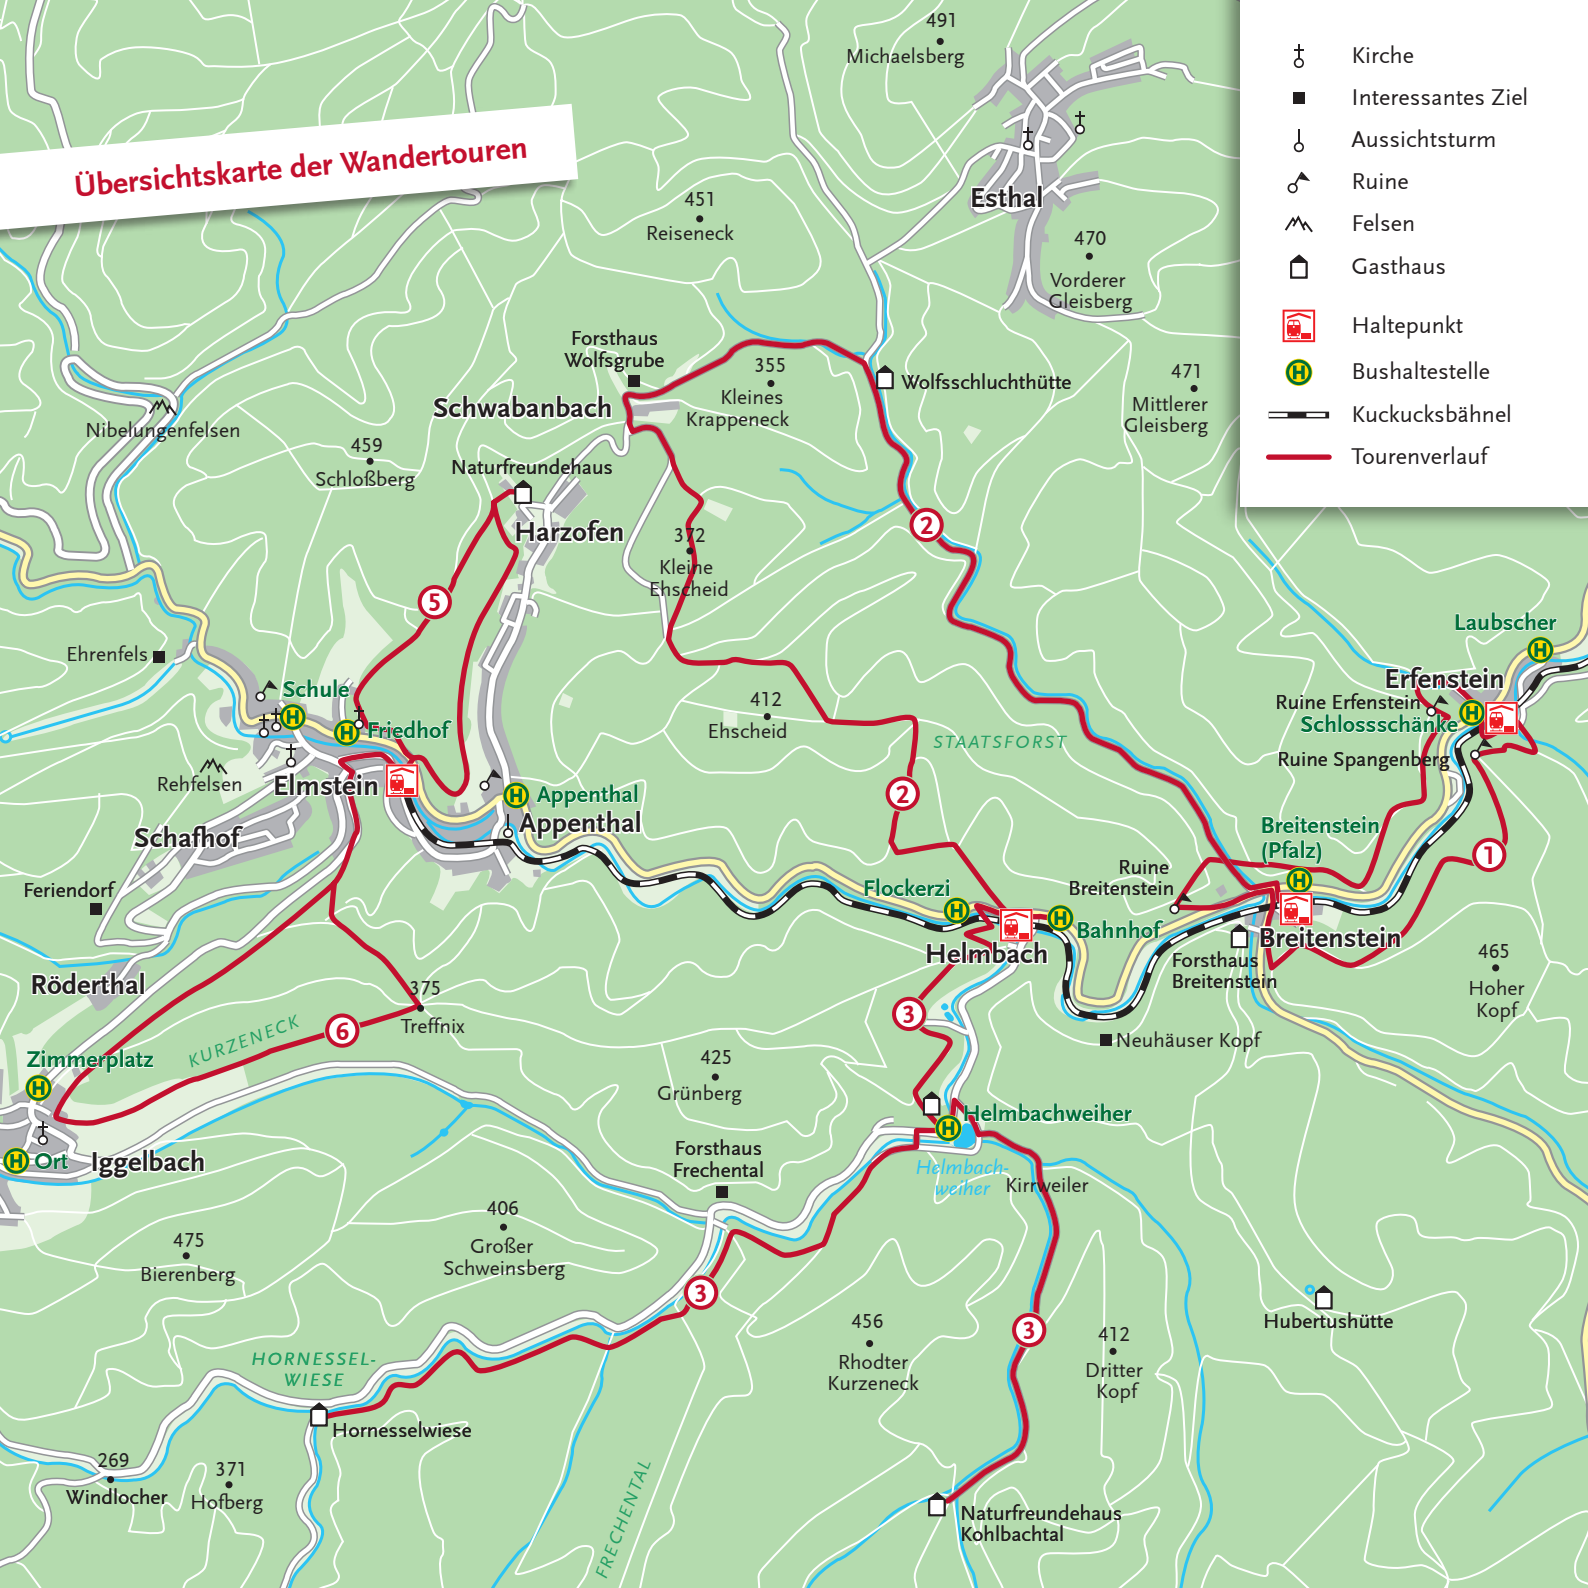 Übersichtskarte der Wandertouren
Kirche
Interessantes Ziel
Aussichtsturm
Ruine
Felsen
Gasthaus
Haltepunkt
H
Bushaltestelle
Kuckucksbähnel
Tourenverlauf
491
Michaelsberg
Esthal
451
Reiseneck
470
Vorderer
Gleisberg
Forsthaus
Wolfsgrube
355
Kleines
Krappeneck
Wolfsschluchthütte
471
Mittlerer
Gleisberg
Schwabanbach
Nibelungenfelsen
459
Schloßberg
Naturfreundehaus
Harzofen
2
372
Kleine
Ehscheid
5
Laubscher
H
Ehrenfels
Erfenstein
Schule
H
Ruine Erfenstein
H
Schlossschänke
412
Ehscheid
H
Friedhof
STAATSFORST
Ruine Spangenberg
Rehfelsen
Elmstein
2
H
Appenthal
Appenthal
Schafhof
Breitenstein
(Pfalz)
1
Ruine
Breitenstein
H
Feriendorf
Flockerzi
H
H
Bahnhof
Helmbach
Breitenstein
Forsthaus
Breitenstein
465
Hoher
Kopf
Röderthal
375
Treffnix
3
6
KURZENECK
Neuhäuser Kopf
Zimmerplatz
H
425
Grünberg
Helmbachweiher
H
Forsthaus
Frechental
Helmbach-
weiher
Kirrweiler
H
Ort
Iggelbach
406
Großer
Schweinsberg
475
Bierenberg
3
Hubertushütte
456
Rhodter
Kurzeneck
3
412
Dritter
Kopf
HORNESSEL-
WIESE
Hornesselwiese
269
Windlocher
371
Hofberg
FRECHENTAL
Naturfreundehaus
Kohlbachtal